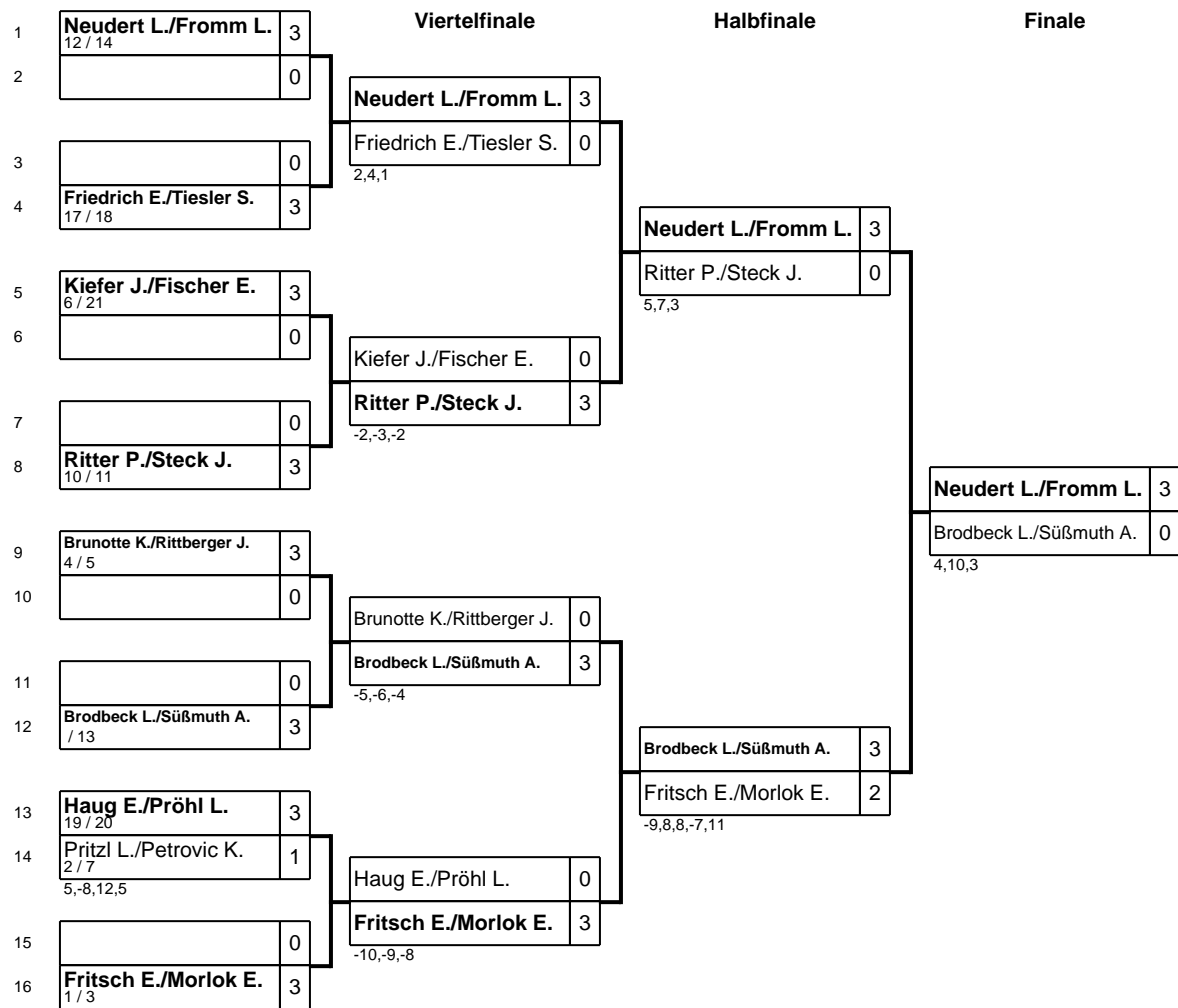 Viertelfinale Halbfinale Finale
1 Neudert L./Fromm L. 3
12 / 14
2 0
3 0
4 Friedrich E./Tiesler S. 3
17 / 18
5 Kiefer J./Fischer E. 3
6 / 21
6 0
7 0
8 Ritter P./Steck J. 3
10 / 11
9 Brunotte K./Rittberger J. 3
4 / 5
10 0
11 0
12 Brodbeck L./Süßmuth A. 3
/ 13
13 Haug E./Pröhl L. 3
19 / 20
14 Pritzl L./Petrovic K. 1
2 / 7
5,-8,12,5
15 0
16 Fritsch E./Morlok E. 3
1 / 3
Neudert L./Fromm L. 3
Friedrich E./Tiesler S. 0
2,4,1
Kiefer J./Fischer E. 0
Ritter P./Steck J. 3
-2,-3,-2
Brunotte K./Rittberger J. 0
Brodbeck L./Süßmuth A. 3
-5,-6,-4
Haug E./Pröhl L. 0
Fritsch E./Morlok E. 3
-10,-9,-8
Neudert L./Fromm L. 3
Ritter P./Steck J. 0
5,7,3
Brodbeck L./Süßmuth A. 3
Fritsch E./Morlok E. 2
-9,8,8,-7,11
Neudert L./Fromm L. 3
Brodbeck L./Süßmuth A. 0
4,10,3